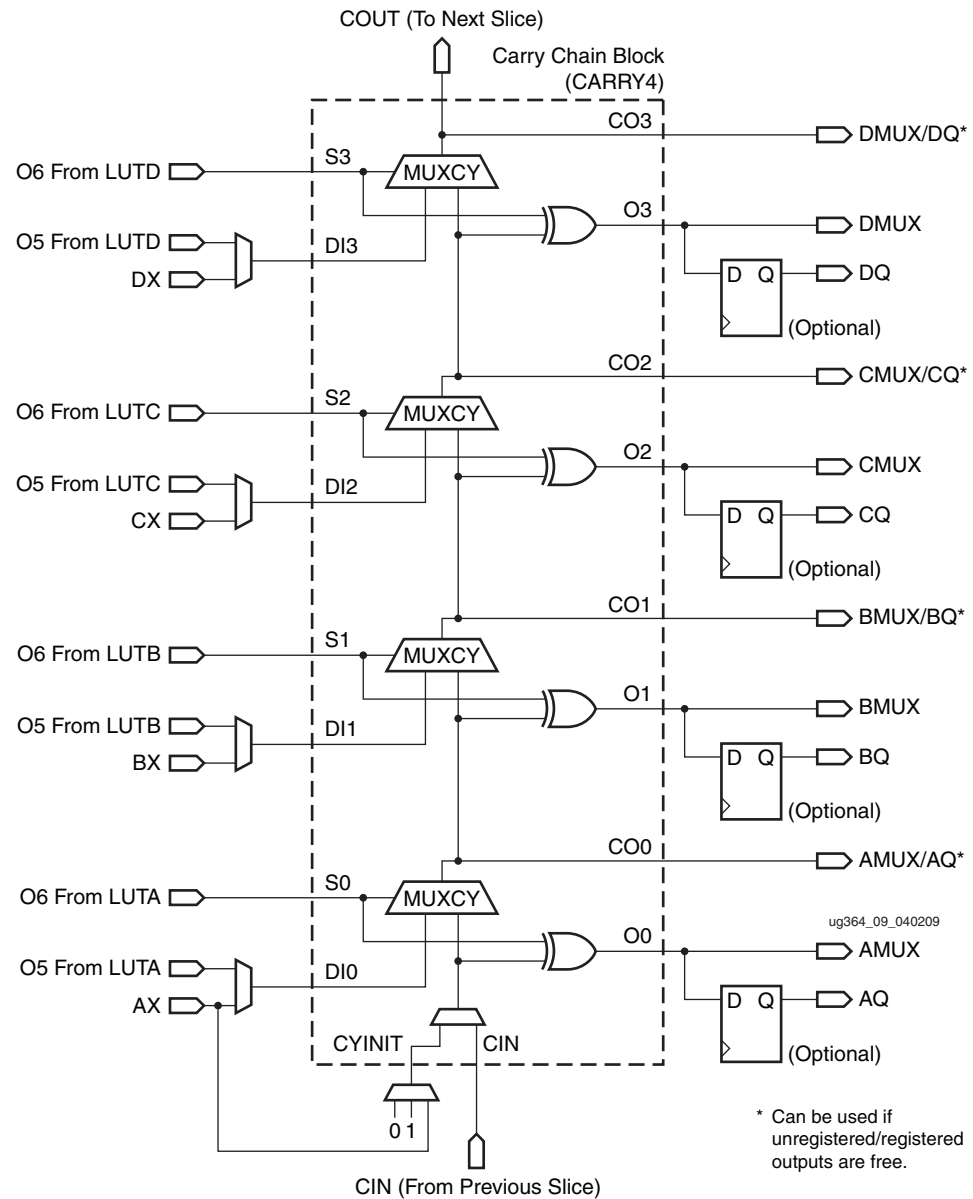 COUT (To Next Slice)
Carry Chain Block
(CARRY4)
CO3
DMUX/DQ*
O6 From LUTD
S3
MUXCY
O3
DMUX
O5 From LUTD
DI3
DX
D Q
DQ
(Optional)
CO2
CMUX/CQ*
O6 From LUTC
S2
MUXCY
O2
CMUX
O5 From LUTC
DI2
CX
D Q
CQ
(Optional)
CO1
BMUX/BQ*
O6 From LUTB
S1
MUXCY
O1
BMUX
O5 From LUTB
DI1
BX
D Q
BQ
(Optional)
CO0
AMUX/AQ*
O6 From LUTA
S0
MUXCY
ug364_09_040209
O0
AMUX
O5 From LUTA
DI0
AX
D Q
AQ
CYINIT
CIN
(Optional)
0 1
* Can be used if
unregistered/registered
outputs are free.
CIN (From Previous Slice)